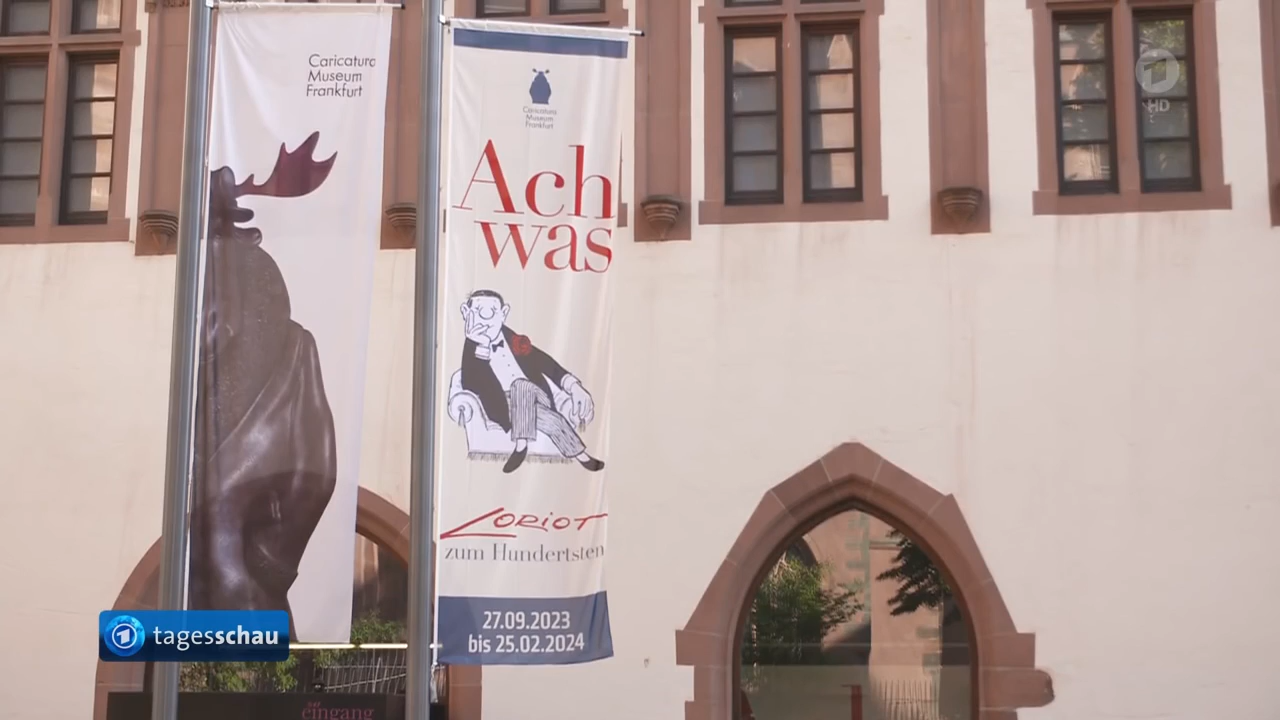 Caricatura
Museum
Frankfurt
Caricatura
Museum
Frankfurt
Ach
was
LORIOT
zum Hundertsten
27.09.2023
bis 25.02.2024
1
HD
tagesschau
eingang